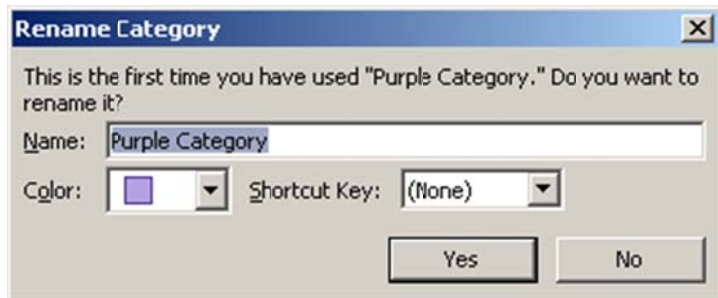 Rename Category
This is the first time you have used "Purple Category." Do you want to
rename it?
Name: Purple Category
Color: Shortcut Key: (None)
Yes No